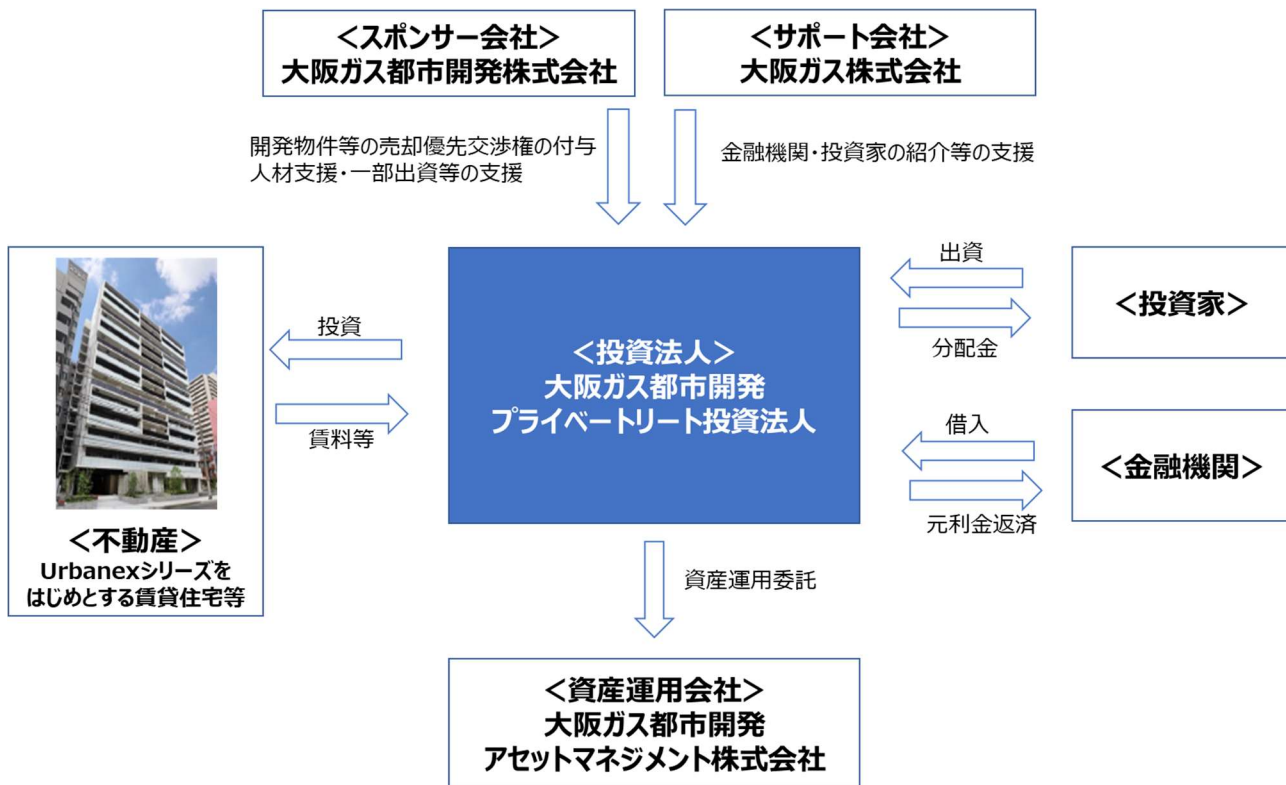 ＜スポンサー会社＞
大阪ガス都市開発株式会社
＜サポート会社＞
大阪ガス株式会社
開発物件等の売却優先交渉権の付与
人材支援・一部出資等の支援
金融機関・投資家の紹介等の支援
投資
賃料等
＜不動産＞
Urbanexシリーズを
はじめとする賃貸住宅等
＜投資法人＞
大阪ガス都市開発
プライベートリート投資法人
出資
分配金
＜投資家＞
借入
元利金返済
＜金融機関＞
資産運用委託
＜資産運用会社＞
大阪ガス都市開発
アセットマネジメント株式会社